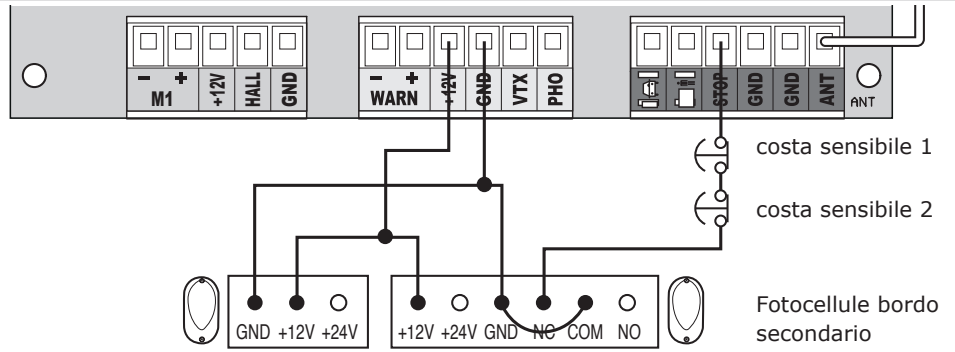 - + +12V HALL GND
M1
- + +12V GND VTX PHO
WARN
STOP GND GND ANT
ANT
costa sensibile 1
costa sensibile 2
GND +12V +24V
+12V +24V GND NC COM NO
Fotocellule bordo
secondario